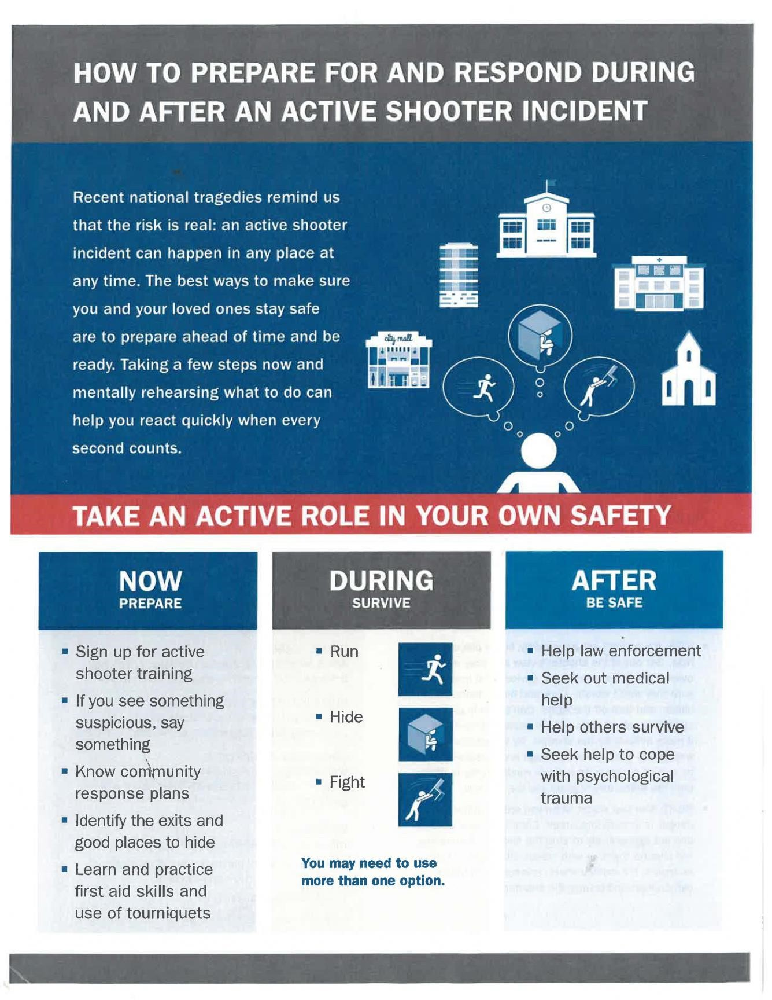 HOW TO PREPARE FOR AND RESPOND DURING
AND AFTER AN ACTIVE SHOOTER INCIDENT
Recent national tragedies remind us
that the risk is real: an active shooter
incident can happen in any place at
any time. The best ways to make sure
you and your loved ones stay safe
are to prepare ahead of time and be
ready. Taking a few steps now and
mentally rehearsing what to do can
help you react quickly when every
second counts.
city mall
TAKE AN ACTIVE ROLE IN YOUR OWN SAFETY
NOW
PREPARE
▪ Sign up for active
shooter training
▪ If you see something
suspicious, say
something
▪ Know community
response plans
▪ Identify the exits and
good places to hide
▪ Learn and practice
first aid skills and
use of tourniquets
DURING
SURVIVE
▪ Run
▪ Hide
▪ Fight
You may need to use
more than one option.
AFTER
BE SAFE
▪ Help law enforcement
▪ Seek out medical
help
▪ Help others survive
▪ Seek help to cope
with psychological
trauma